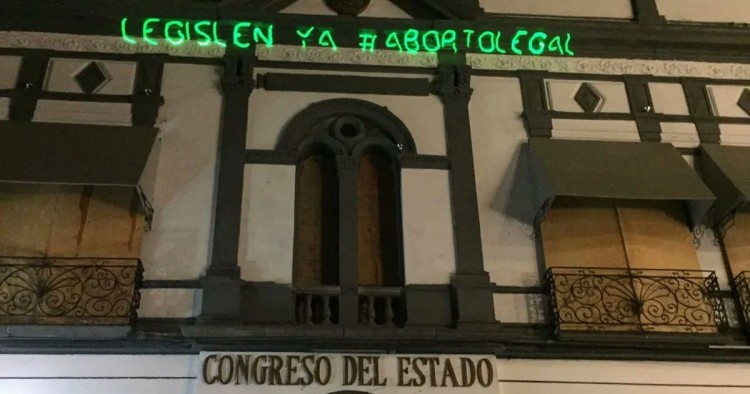 LEGISLEN YA #ABORTOLEGAL
CONGRESO DEL ESTADO